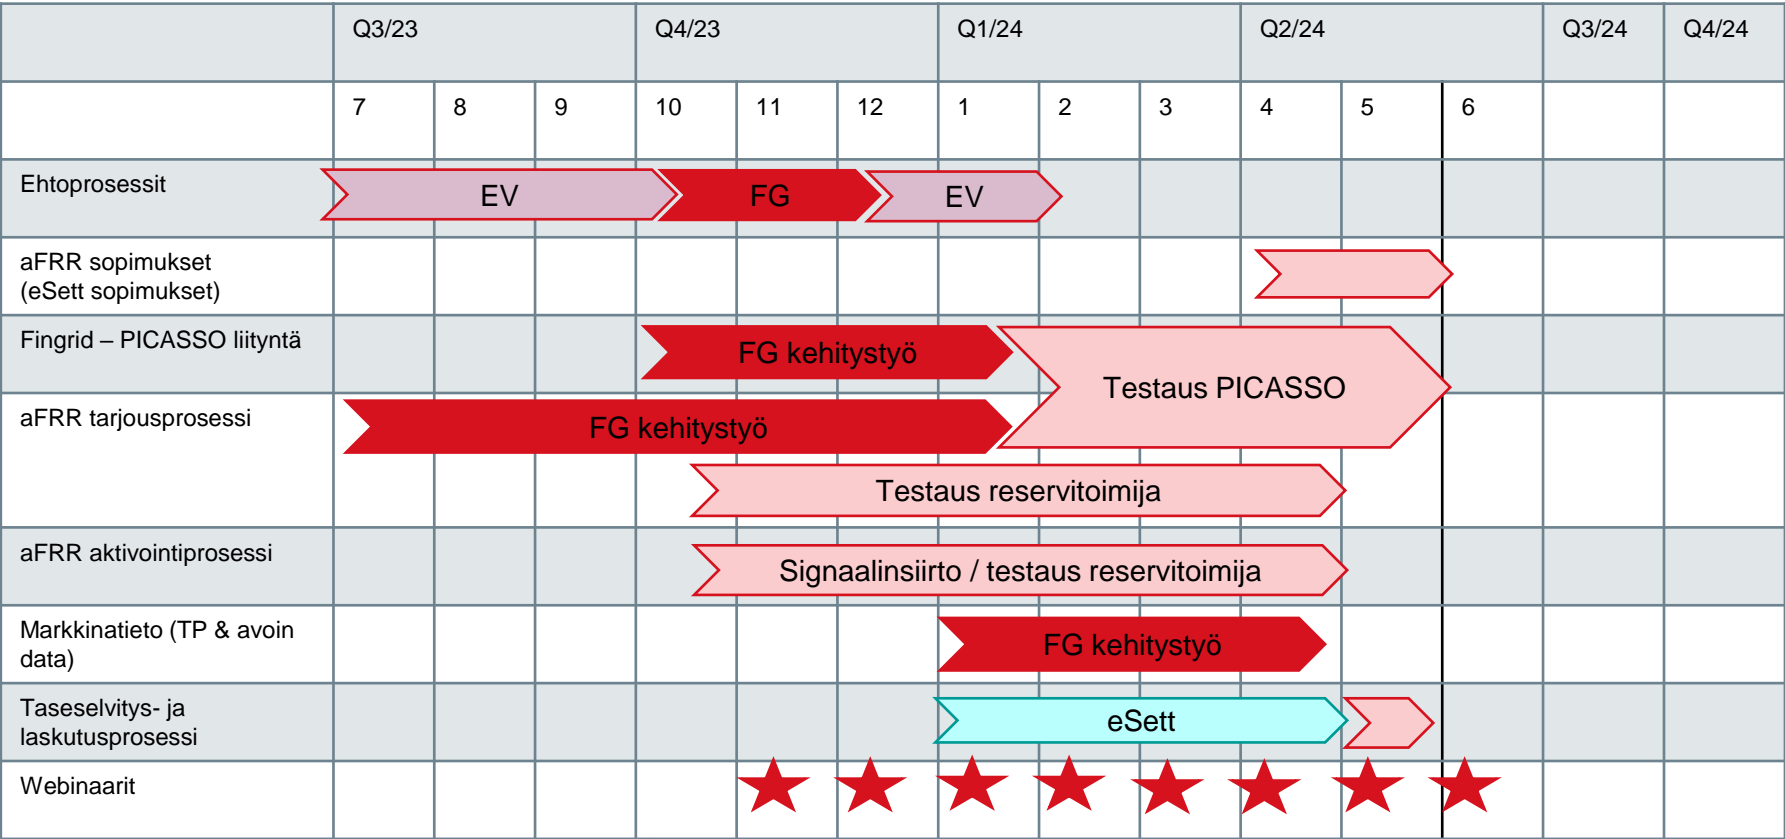 Q3/23 Q4/23 Q1/24 Q2/24 Q3/24 Q4/24
7 8 9 10 11 12 1 2 3 4 5 6
Ehtoprosessit EV FG EV
aFRR sopimukset
(eSett sopimukset)
Fingrid – PICASSO liityntä FG kehitystyö
Testaus PICASSO
aFRR tarjousprosessi FG kehitystyö
Testaus reservitoimija
aFRR aktivointiprosessi Signaalinsiirto / testaus reservitoimija
Markkinatieto (TP & avoin
data)
FG kehitystyö
Taseselvitys- ja
laskutusprosessi
eSett
Webinaarit